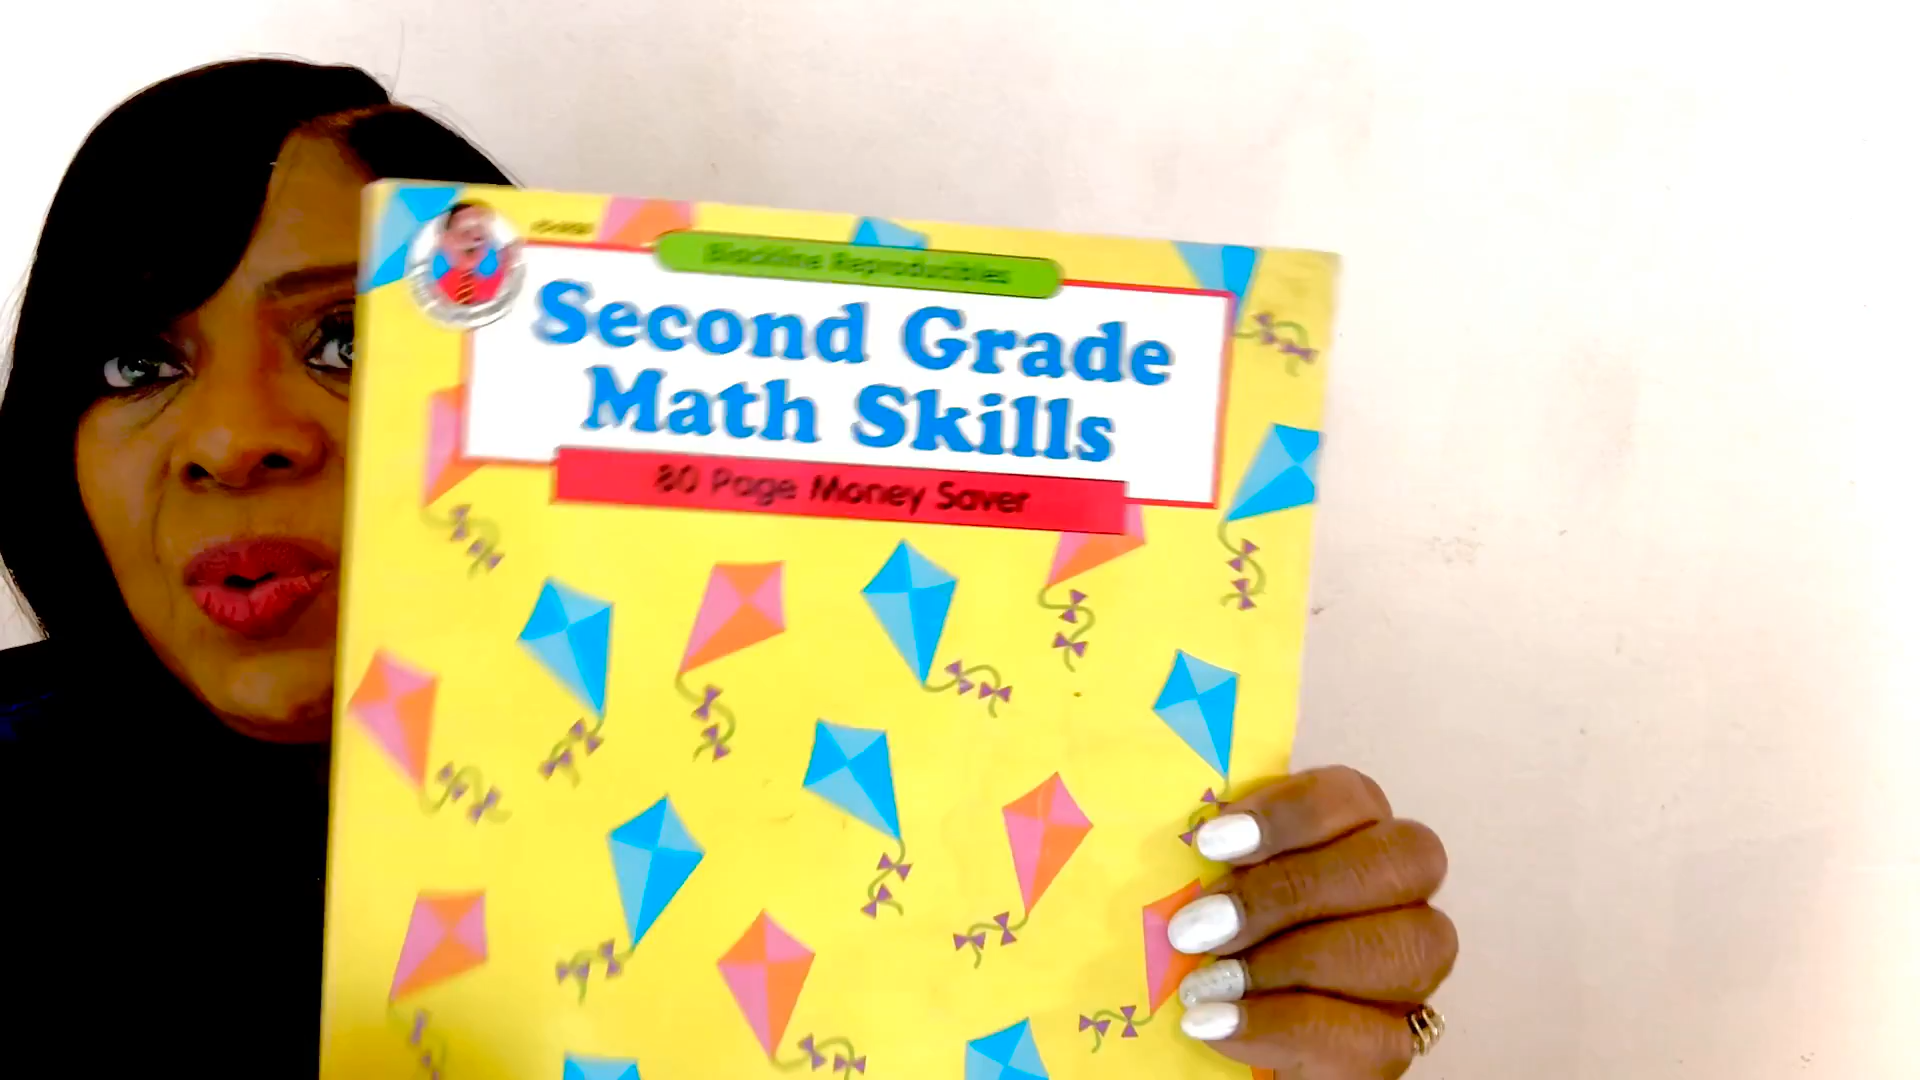 Blackline Reproducibles
Second Grade
Math Skills
80 Page Money Saver